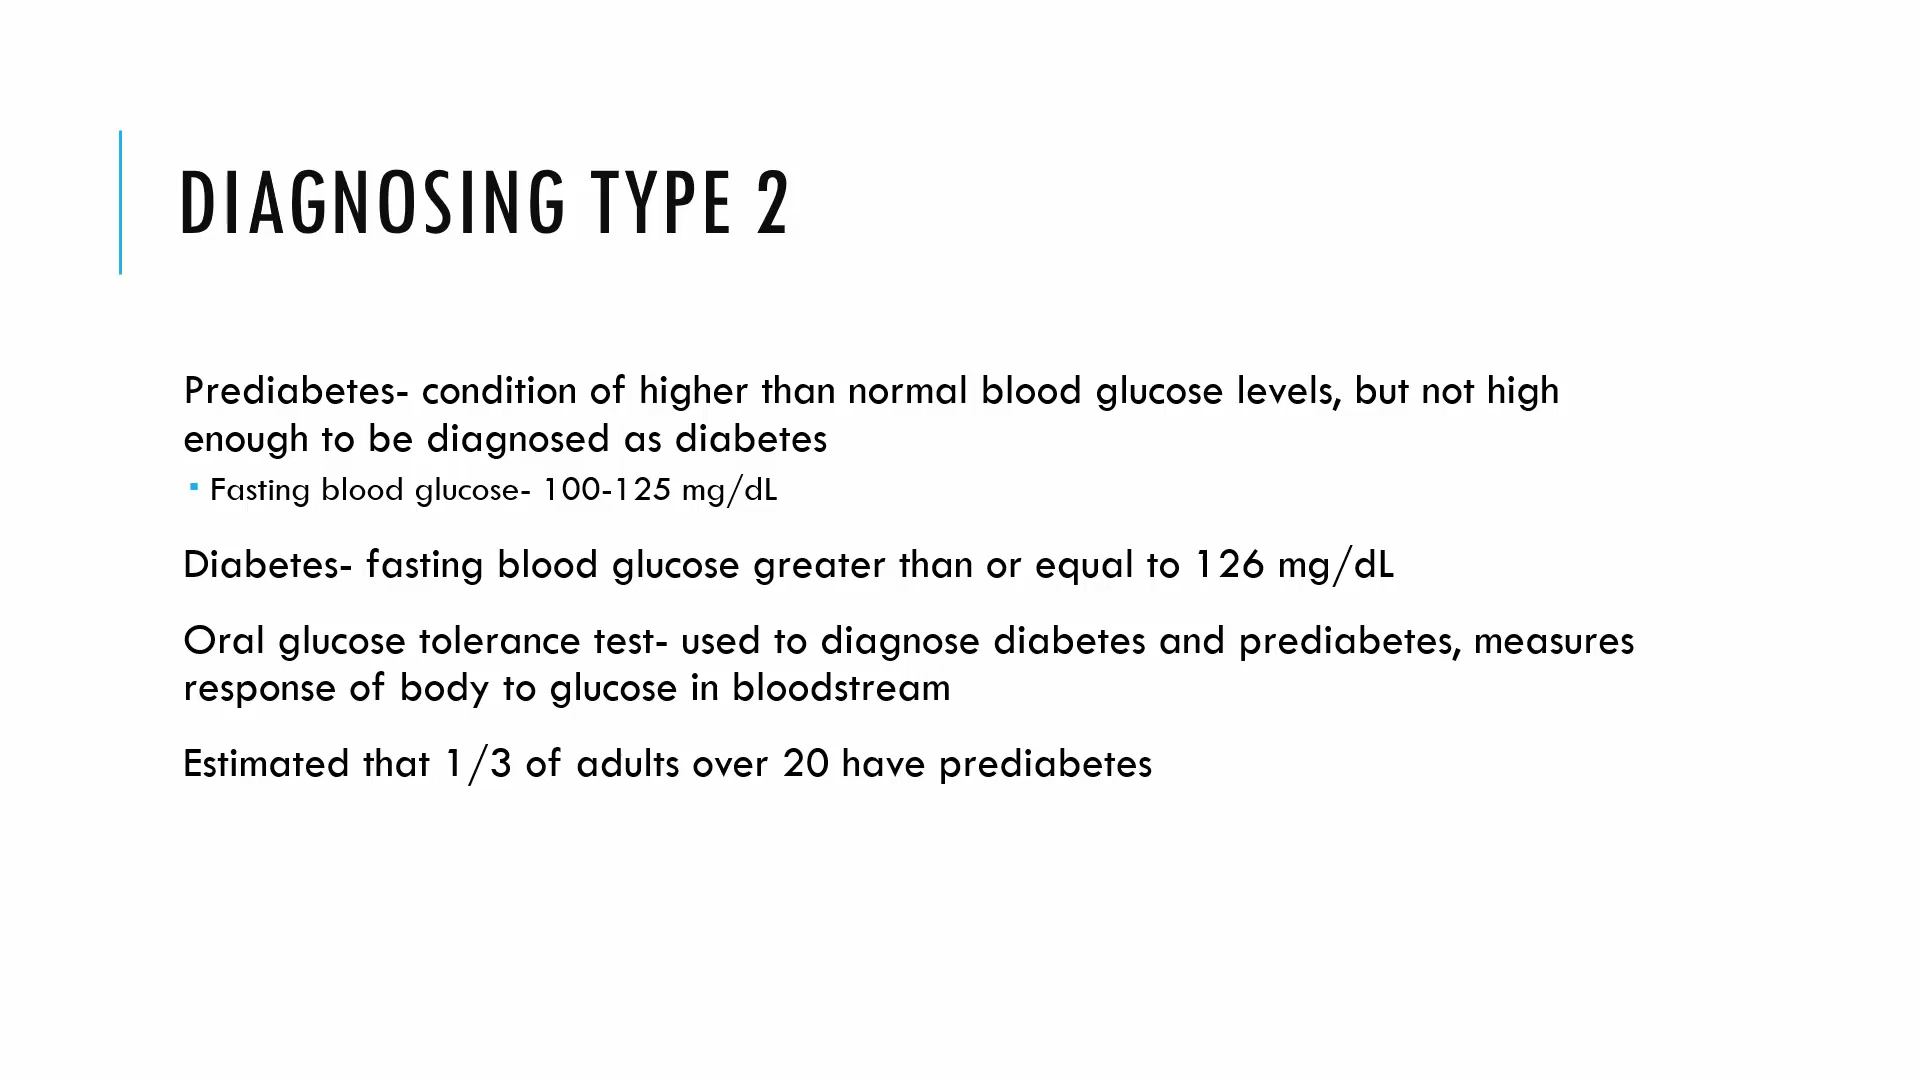 DIAGNOSING TYPE 2
Prediabetes- condition of higher than normal blood glucose levels, but not high
enough to be diagnosed as diabetes
▪ Fasting blood glucose- 100-125 mg/dL
Diabetes- fasting blood glucose greater than or equal to 126 mg/dL
Oral glucose tolerance test- used to diagnose diabetes and prediabetes, measures
response of body to glucose in bloodstream
Estimated that 1/3 of adults over 20 have prediabetes